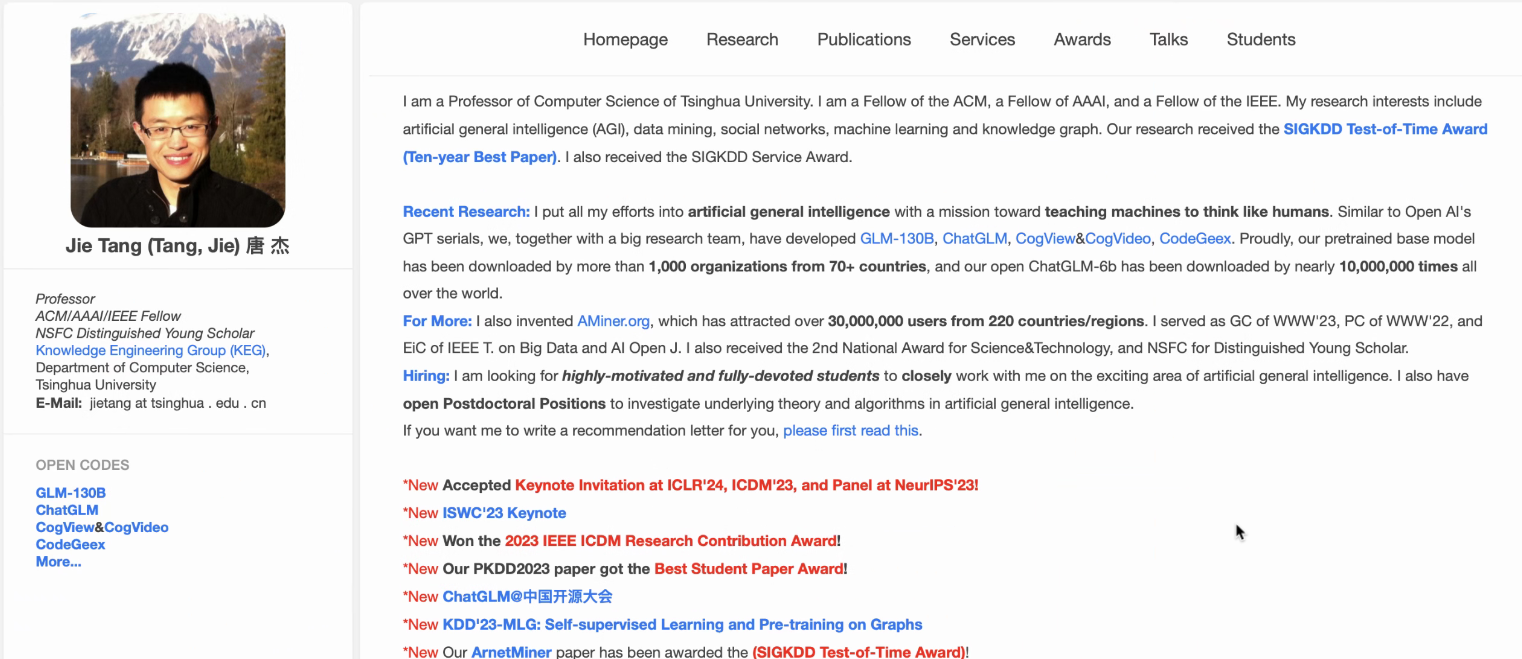 Jie Tang (Tang, Jie) 唐 杰
Professor
ACM/AAAI/IEEE Fellow
NSFC Distinguished Young Scholar
Knowledge Engineering Group (KEG),
Department of Computer Science,
Tsinghua University
E-Mail: jietang at tsinghua . edu . cn
OPEN CODES
GLM-130B
ChatGLM
CogView&CogVideo
CodeGeex
More...
Homepage Research Publications Services Awards Talks Students
I am a Professor of Computer Science of Tsinghua University. I am a Fellow of the ACM, a Fellow of AAAI, and a Fellow of the IEEE. My research interests include
artificial general intelligence (AGI), data mining, social networks, machine learning and knowledge graph. Our research received the SIGKDD Test-of-Time Award
(Ten-year Best Paper). I also received the SIGKDD Service Award.
Recent Research: I put all my efforts into artificial general intelligence with a mission toward teaching machines to think like humans. Similar to Open AI's
GPT serials, we, together with a big research team, have developed GLM-130B, ChatGLM, CogView&CogVideo, CodeGeex. Proudly, our pretrained base model
has been downloaded by more than 1,000 organizations from 70+ countries, and our open ChatGLM-6b has been downloaded by nearly 10,000,000 times all
over the world.
For More: I also invented AMiner.org, which has attracted over 30,000,000 users from 220 countries/regions. I served as GC of WWW'23, PC of WWW'22, and
EiC of IEEE T. on Big Data and AI Open J. I also received the 2nd National Award for Science&Technology, and NSFC for Distinguished Young Scholar.
Hiring: I am looking for highly-motivated and fully-devoted students to closely work with me on the exciting area of artificial general intelligence. I also have
open Postdoctoral Positions to investigate underlying theory and algorithms in artificial general intelligence.
If you want me to write a recommendation letter for you, please first read this.
*New Accepted Keynote Invitation at ICLR'24, ICDM'23, and Panel at NeurIPS'23!
*New ISWC'23 Keynote
*New Won the 2023 IEEE ICDM Research Contribution Award!
*New Our PKDD2023 paper got the Best Student Paper Award!
*New ChatGLM@中国开源大会
*New KDD'23-MLG: Self-supervised Learning and Pre-training on Graphs
*New Our ArnetMiner paper has been awarded the (SIGKDD Test-of-Time Award)!